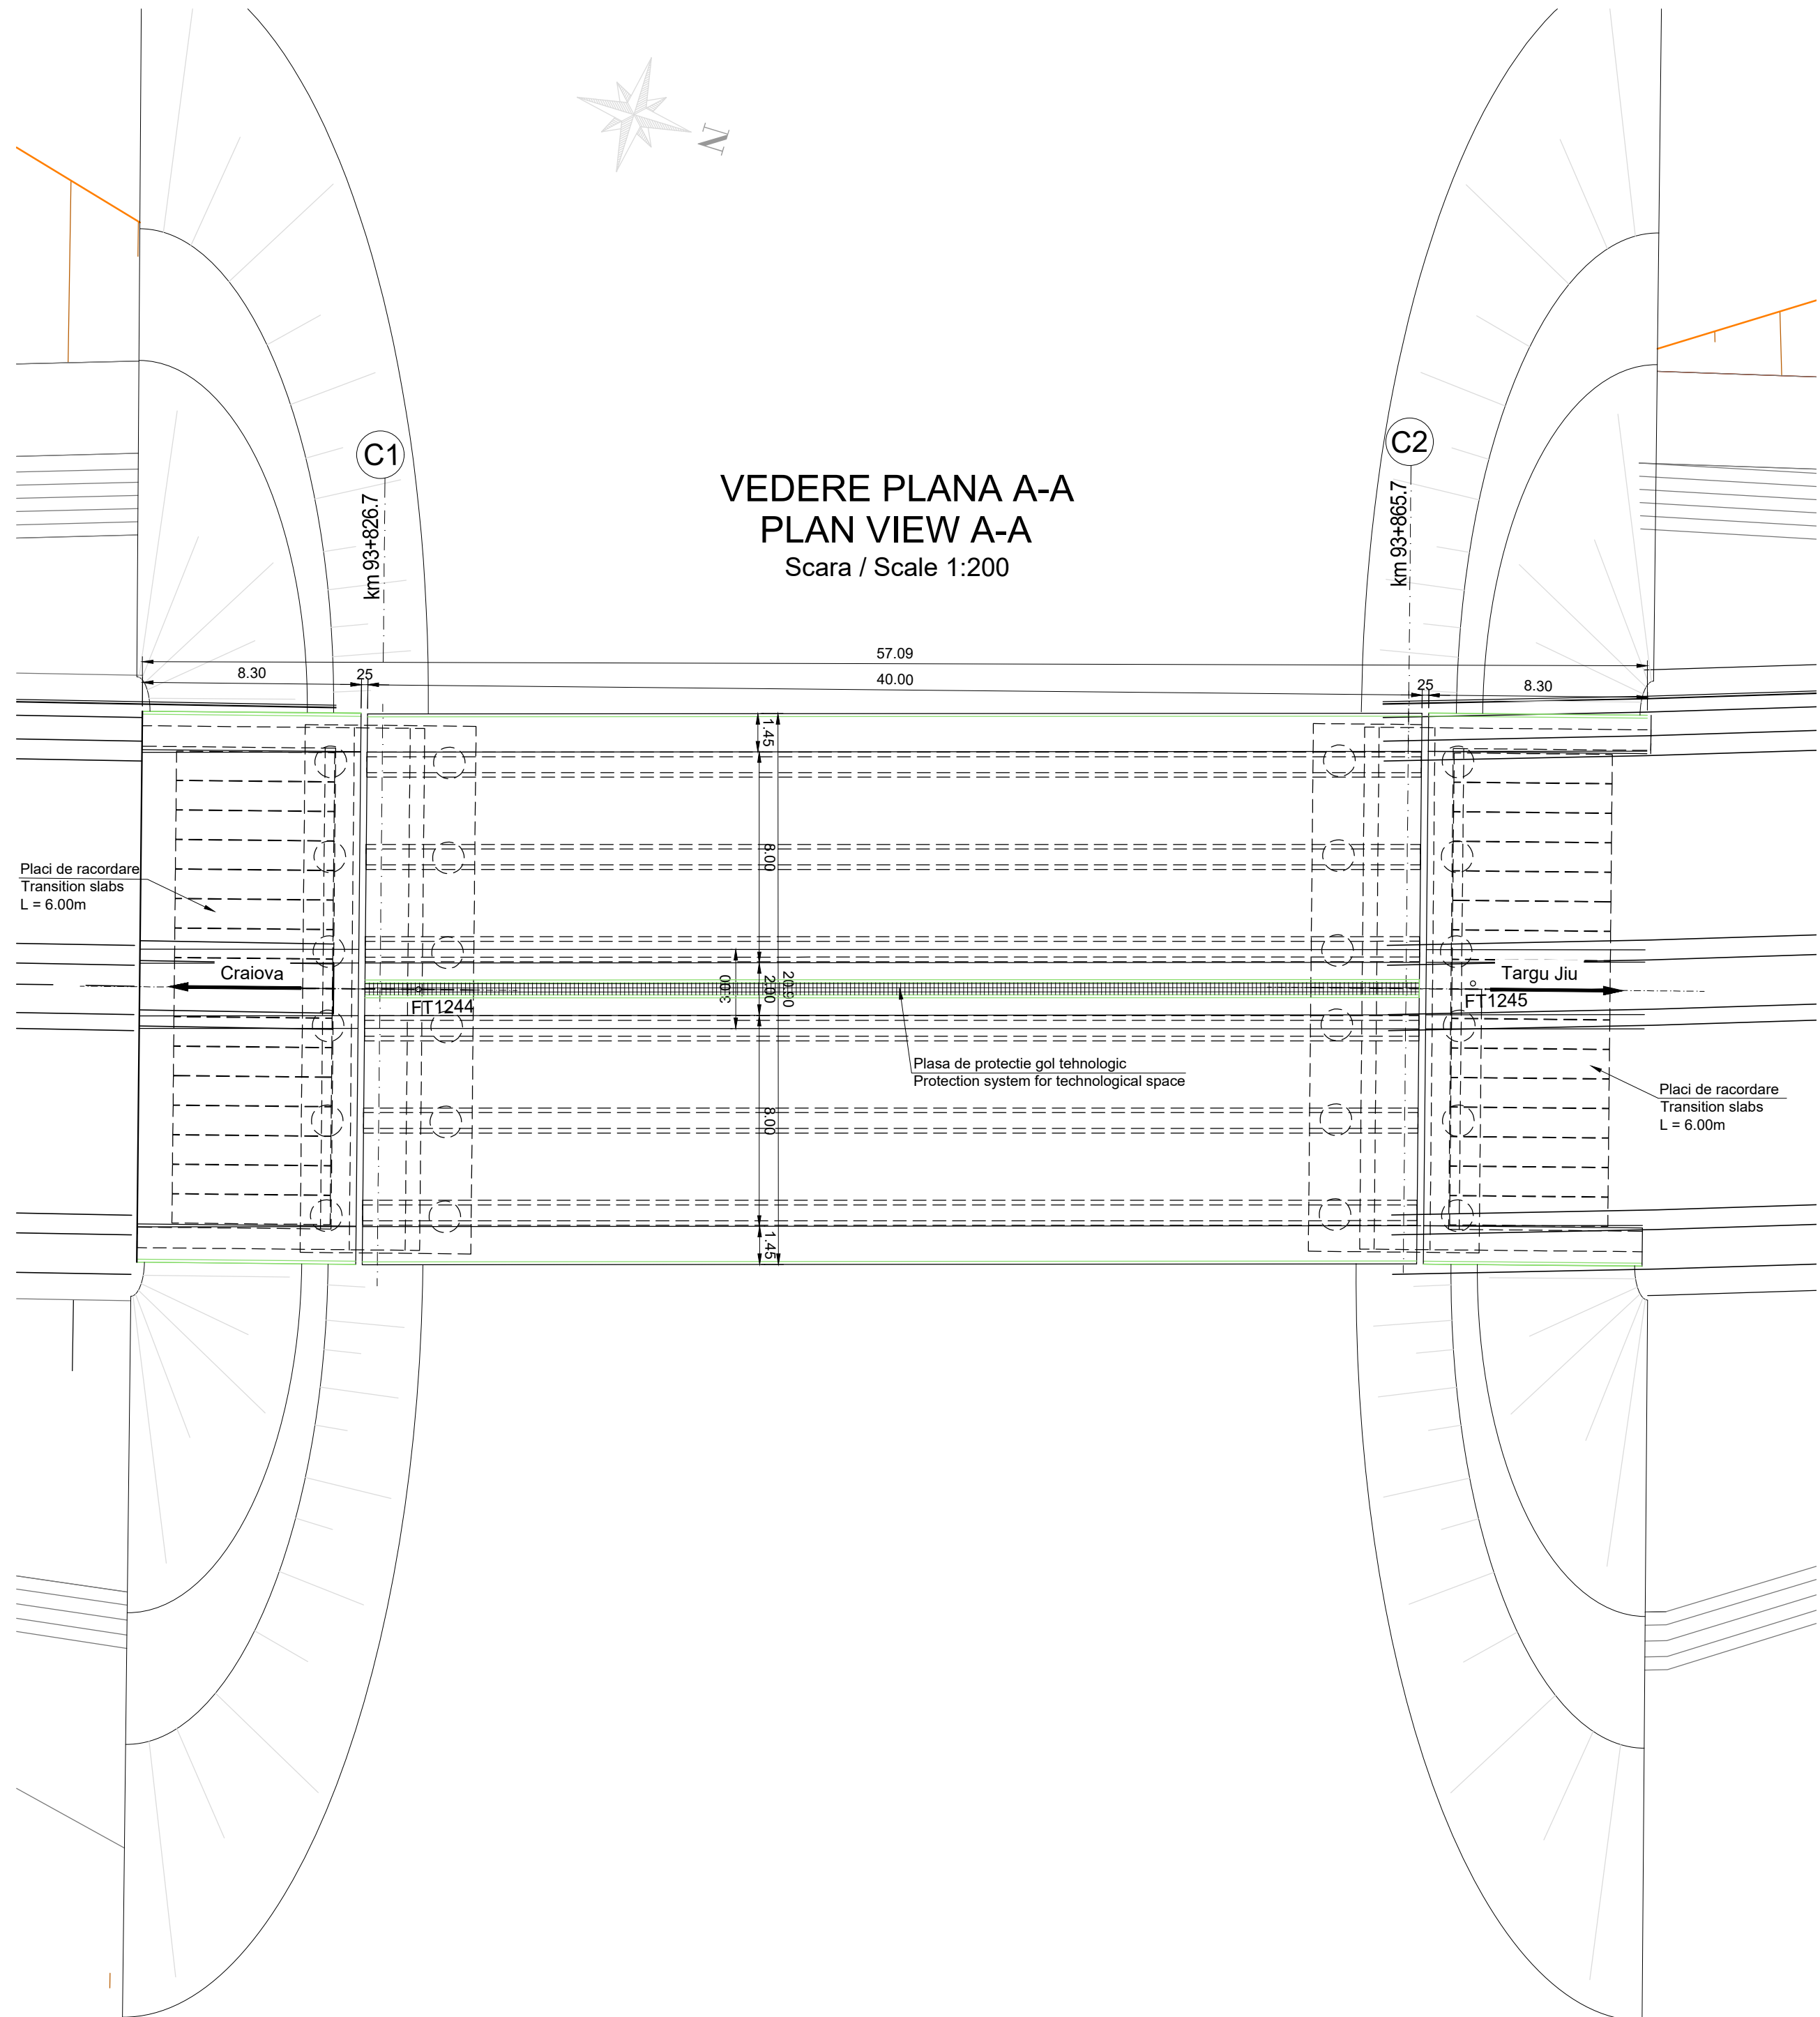 N
C1
km 93+826.7
C2
km 93+865.7
VEDERE PLANA A-A
PLAN VIEW A-A
Scara / Scale 1:200
57.09
8.30
25
40.00
25
8.30
1.45
8.00
3.00
2.00
20.90
8.00
1.45
Placi de racordare
Transition slabs
L = 6.00m
Craiova
FT1244
Targu Jiu
FT1245
Plasa de protectie gol tehnologic
Protection system for technological space
Placi de racordare
Transition slabs
L = 6.00m